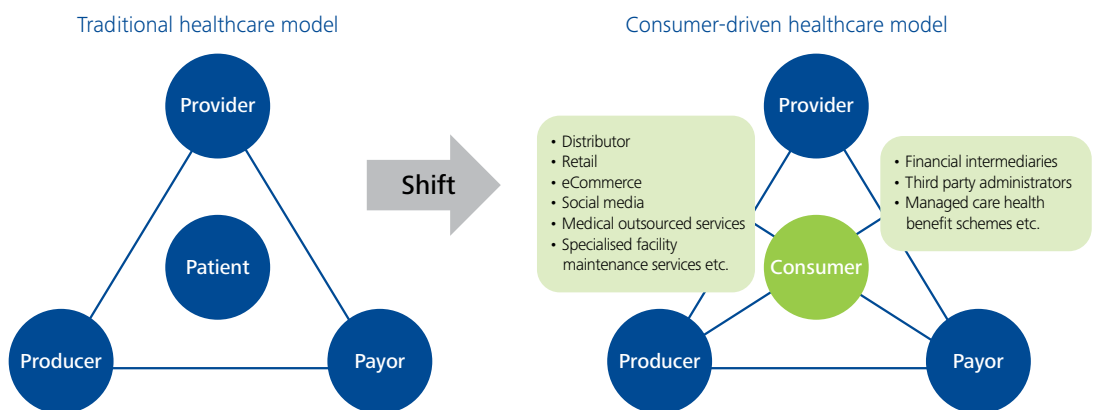 Traditional healthcare model
Provider
Patient
Producer
Payor
Shift
Consumer-driven healthcare model
Provider
• Distributor
• Retail
• eCommerce
• Social media
• Medical outsourced services
• Specialised facility
maintenance services etc.
• Financial intermediaries
• Third party administrators
• Managed care health
benefit schemes etc.
Consumer
Producer
Payor